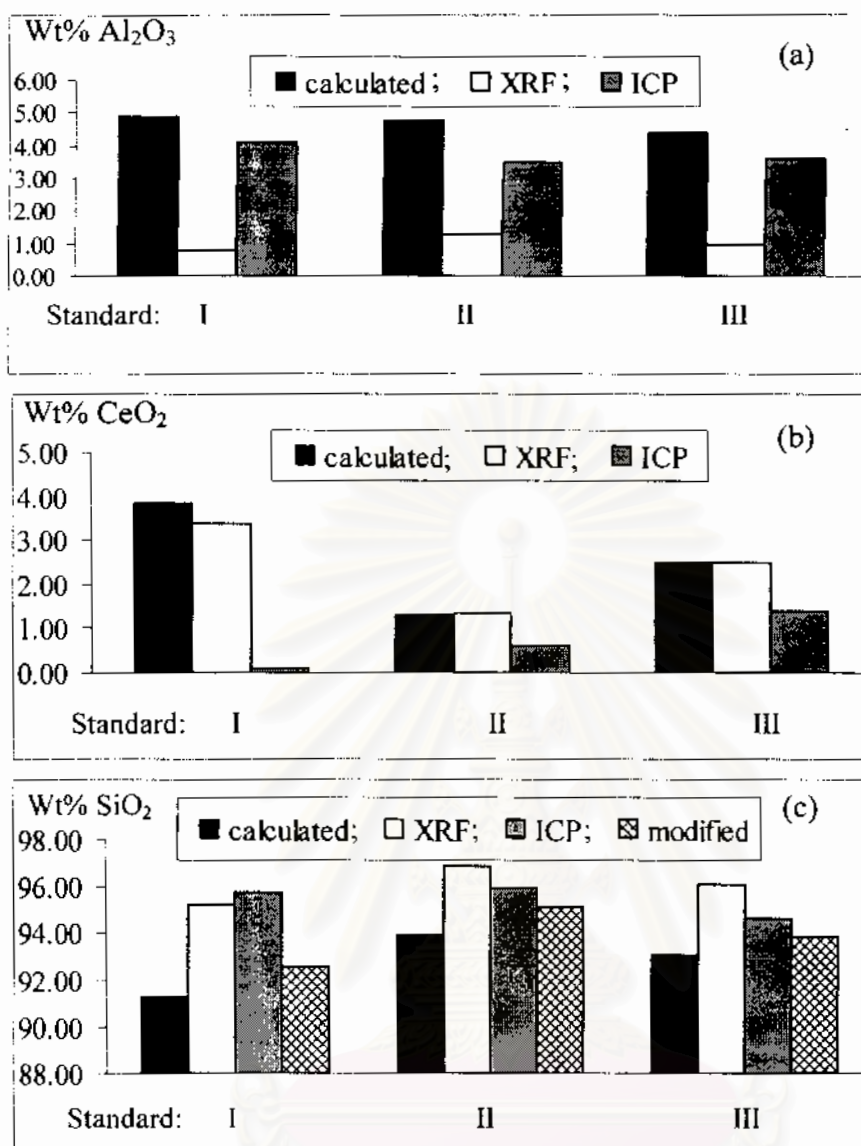 Wt% Al₂O₃
(a)
calculated; XRF; ICP
6.00
5.00
4.00
3.00
2.00
1.00
0.00
Standard: I II III
Wt% CeO₂
(b)
calculated; XRF; ICP
5.00
4.00
3.00
2.00
1.00
0.00
Standard: I II III
Wt% SiO₂
(c)
calculated; XRF; ICP; modified
98.00
96.00
94.00
92.00
90.00
88.00
Standard: I II III